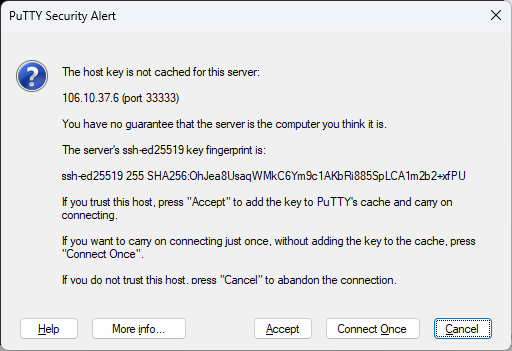 PuTTY Security Alert
The host key is not cached for this server:
106.10.37.6 (port 33333)
You have no guarantee that the server is the computer you think it is.
The server's ssh-ed25519 key fingerprint is:
ssh-ed25519 255 SHA256:OhJea8UsaqWMkC6Ym9c1AKbRi885SpLCA1m2b2+xfPU
If you trust this host, press "Accept" to add the key to PuTTY's cache and carry on
connecting.
If you want to carry on connecting just once, without adding the key to the cache, press
"Connect Once".
If you do not trust this host, press "Cancel" to abandon the connection.
Help
More info...
Accept
Connect Once
Cancel